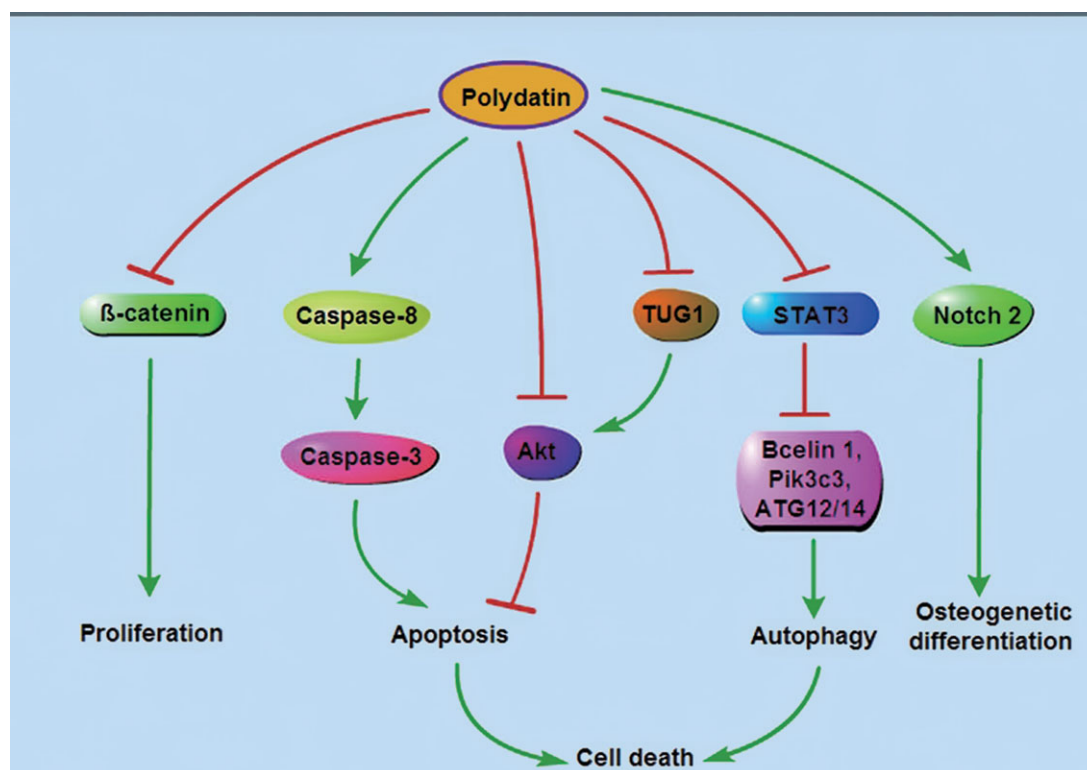 Polydatin
ß-catenin
Caspase-8
TUG1
STAT3
Notch 2
Caspase-3
Akt
Bcelin 1,
Pik3c3,
ATG12/14
Proliferation
Apoptosis
Autophagy
Osteogenetic
differentiation
Cell death